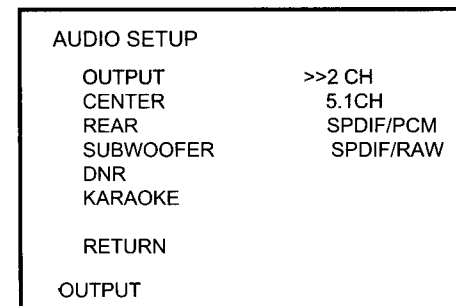 AUDIO SETUP
OUTPUT >>2 CH
CENTER 5.1CH
REAR SPDIF/PCM
SUBWOOFER SPDIF/RAW
DNR
KARAOKE
RETURN
OUTPUT